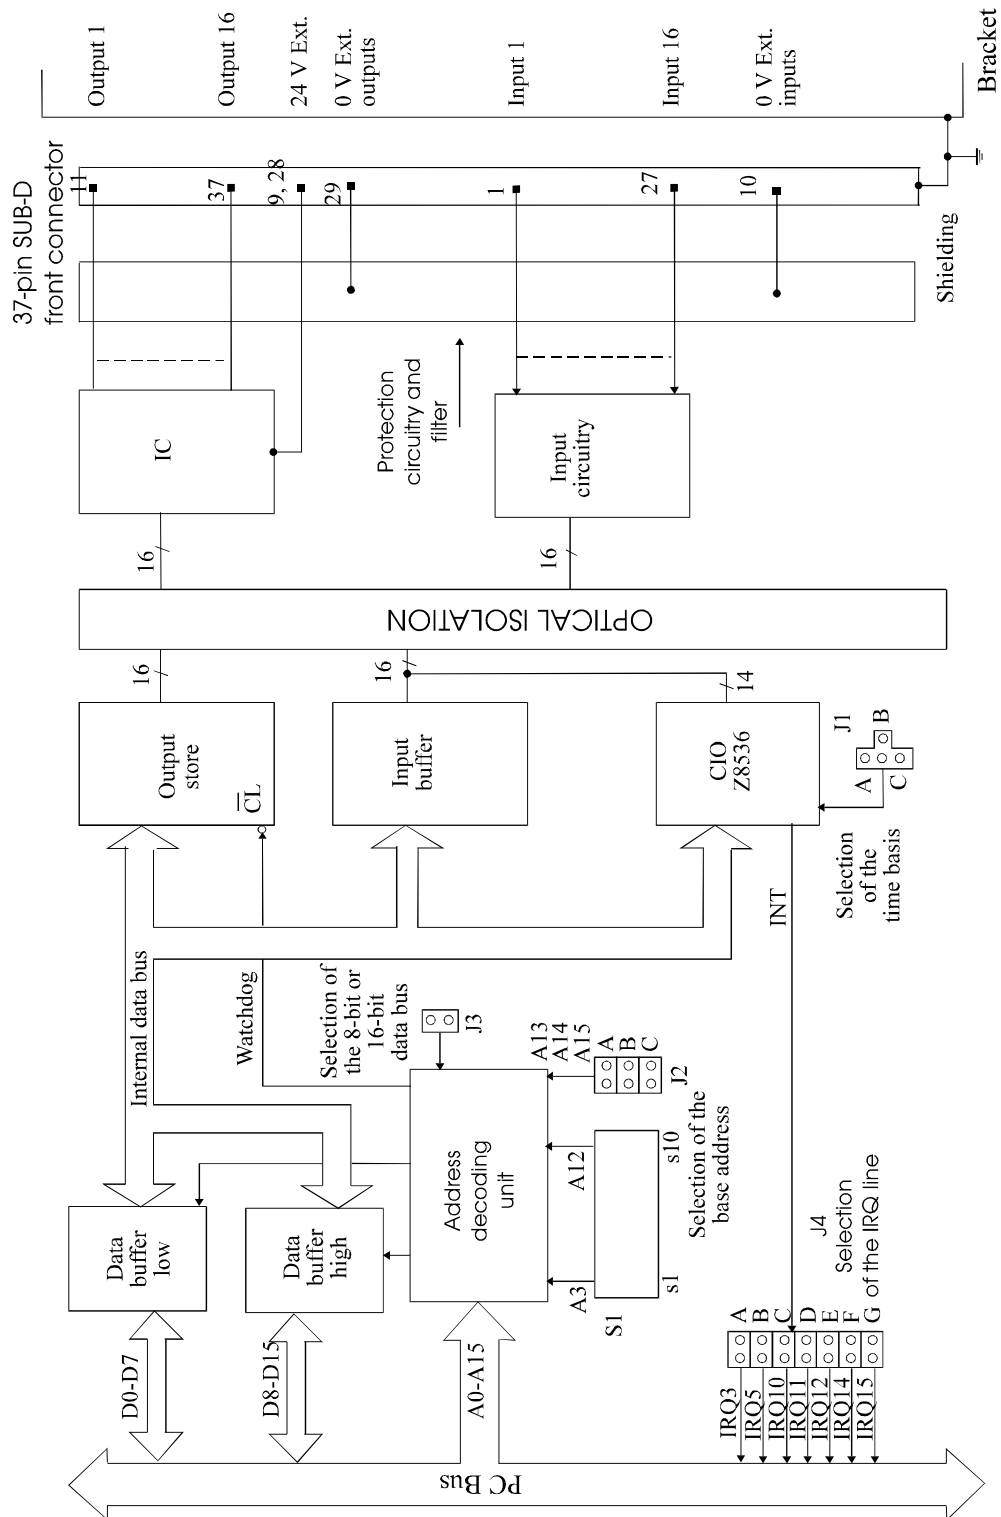 Output 1
Output 16
24 V Ext.
0 V Ext.
outputs
Input 1
Input 16
0 V Ext.
inputs
Bracket
37-pin SUB-D
front connector
11
37
9, 28
29
1
27
10
Shielding
IC
Protection
circuitry and
filter
Input
circuitry
16
16
OPTICAL ISOLATION
16
16
14
Output
store
CL
Input
buffer
CIO
Z8536
J1
A
B
C
Selection
of the
time basis
INT
Internal data bus
Watchdog
Selection of
the 8-bit or
16-bit
data bus
J3
A13
A14
A15
A
B
C
J2
Address
decoding
unit
A12
A3
s10
s1
S1
Selection of the
base address
Data
buffer
low
Data
buffer
high
D0-D7
D8-D15
A0-A15
J4
Selection
of the IRQ line
A
B
C
D
E
F
G
IRQ3
IRQ5
IRQ10
IRQ11
IRQ12
IRQ14
IRQ15
PC Bus